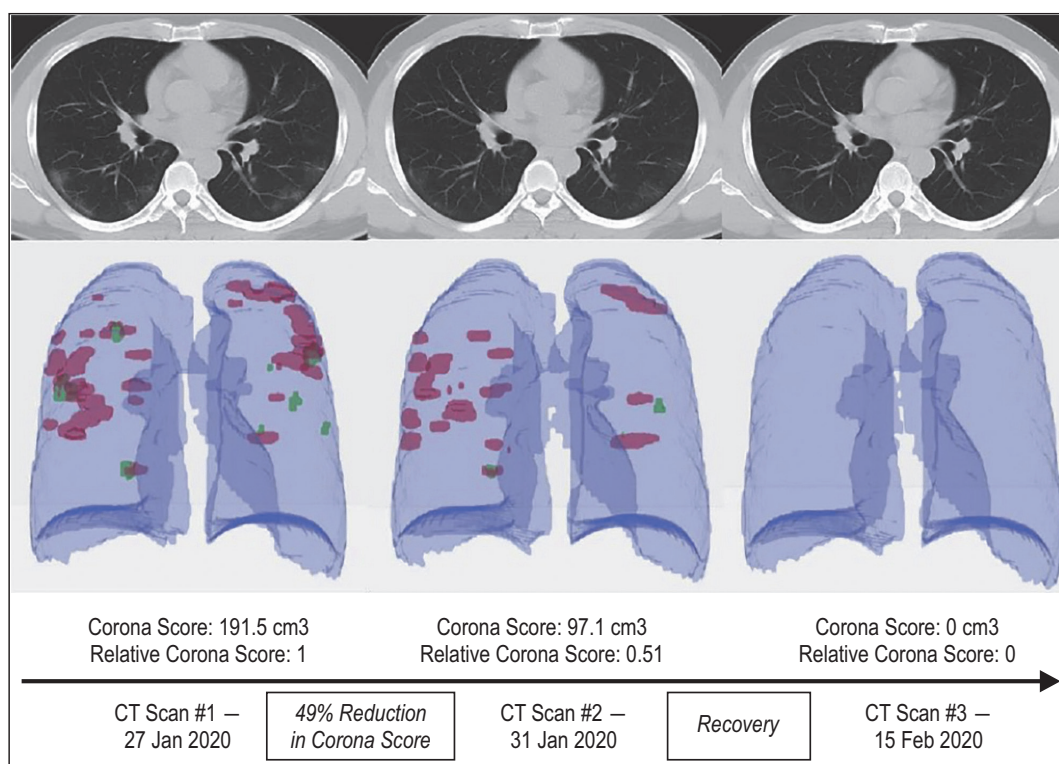 Corona Score: 191.5 cm3
Relative Corona Score: 1
Corona Score: 97.1 cm3
Relative Corona Score: 0.51
Corona Score: 0 cm3
Relative Corona Score: 0
CT Scan #1 —
27 Jan 2020
49% Reduction
in Corona Score
CT Scan #2 —
31 Jan 2020
Recovery
CT Scan #3 —
15 Feb 2020